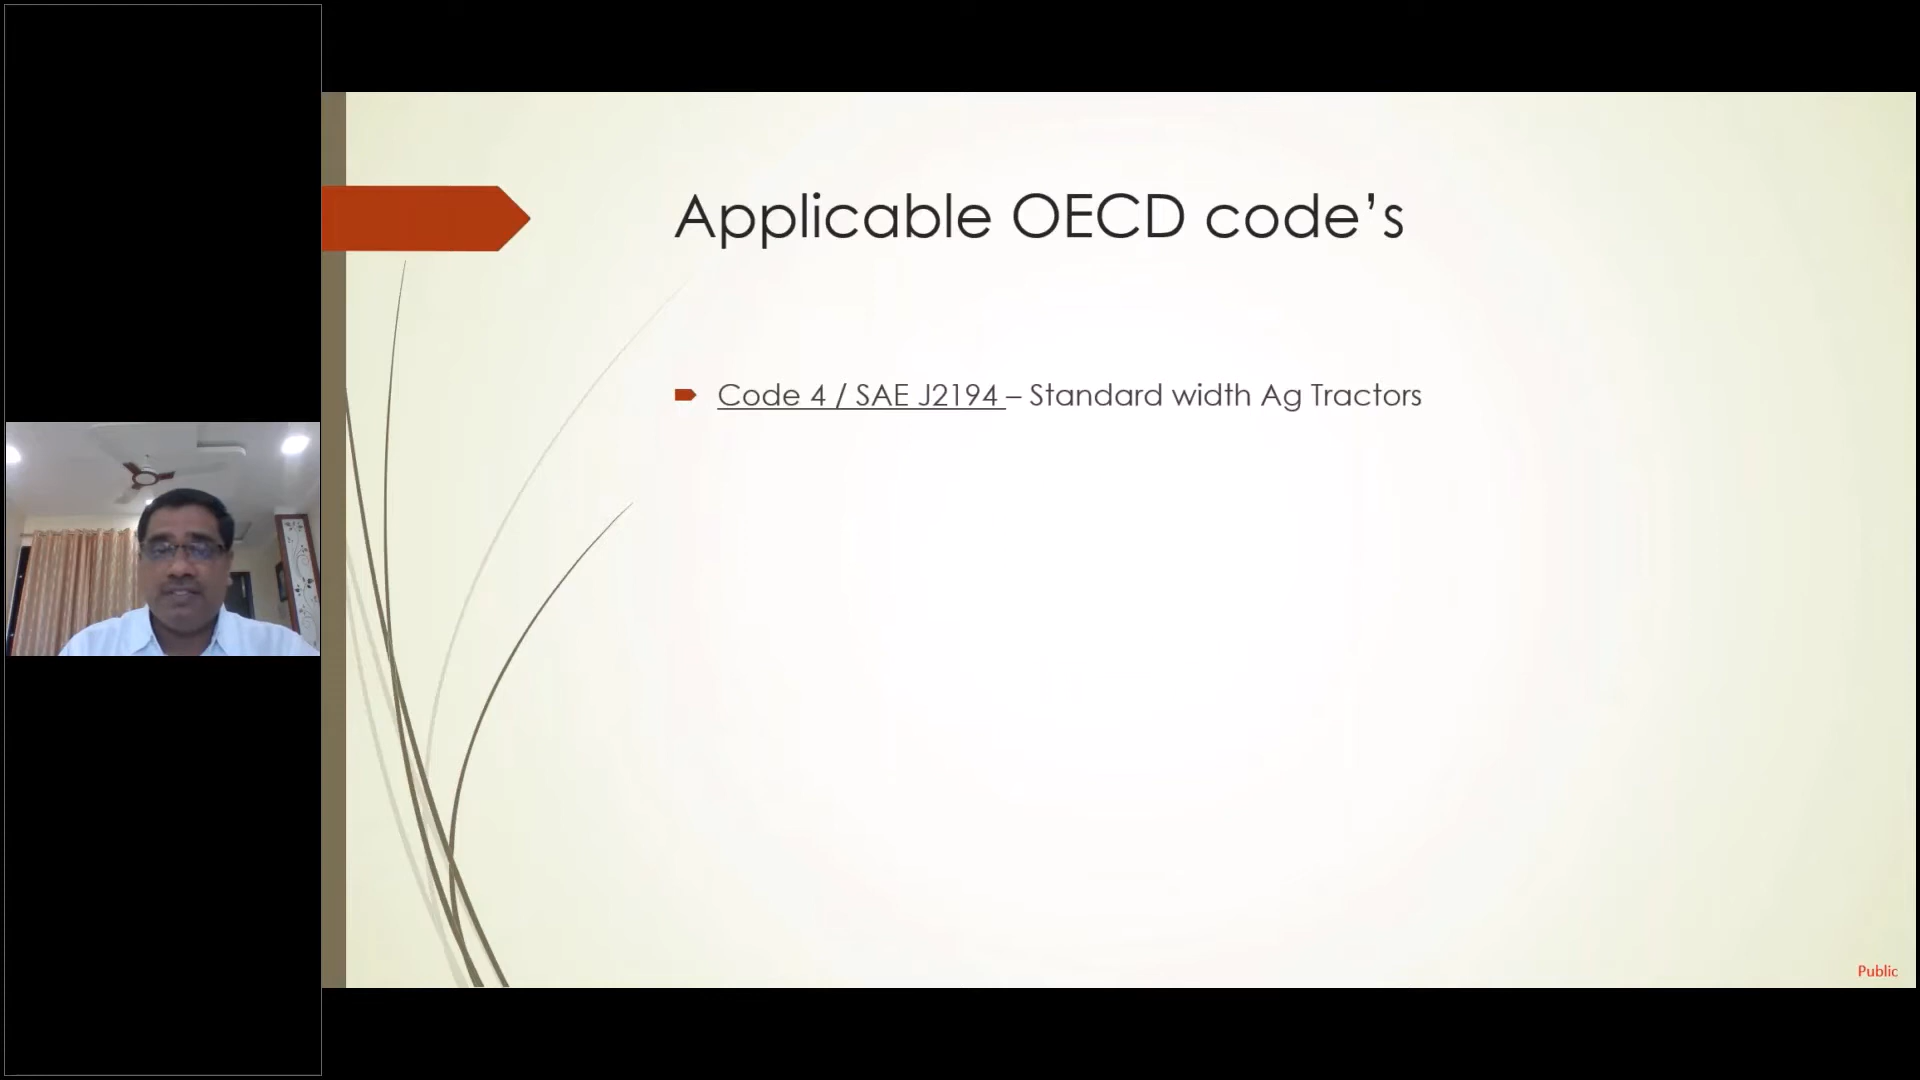 Applicable OECD code’s
Code 4 / SAE J2194 – Standard width Ag Tractors
Public